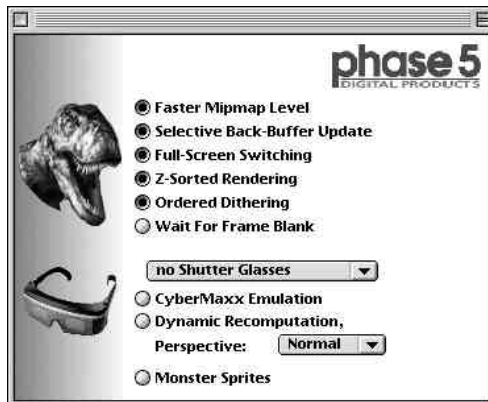 phase 5
DIGITAL PRODUCTS
Faster Mipmap Level
Selective Back-Buffer Update
Full-Screen Switching
Z-Sorted Rendering
Ordered Dithering
Wait For Frame Blank
no Shutter Glasses
CyberMaxx Emulation
Dynamic Recomputation,
Perspective: Normal
Monster Sprites